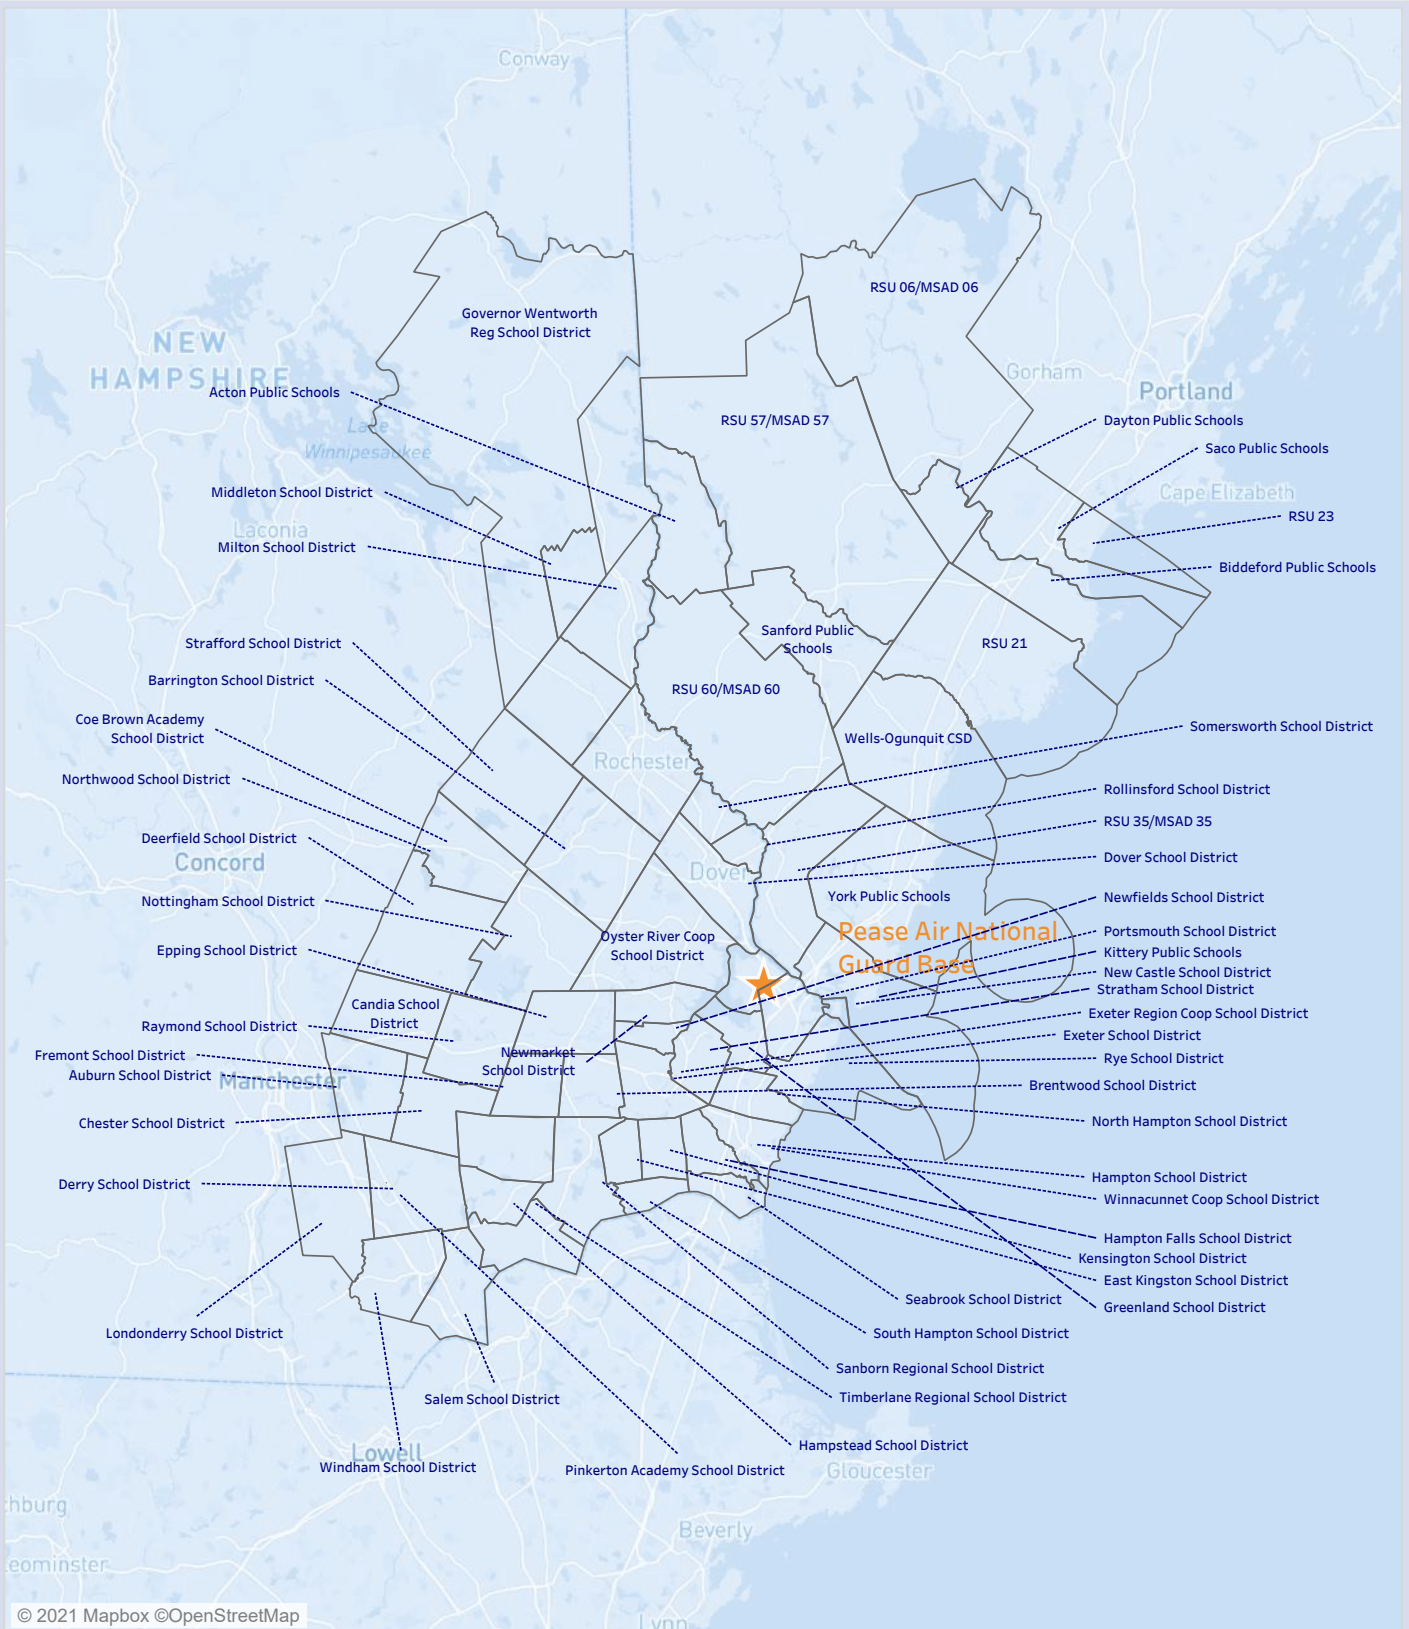 Conway
RSU 06/MSAD 06
Governor Wentworth
Reg School District
NEW
HAMPSHIRE
Gorham
Portland
Acton Public Schools
RSU 57/MSAD 57
Dayton Public Schools
Lake
Winnipesaukee
Saco Public Schools
Middleton School District
Cape Elizabeth
RSU 23
Laconia
Milton School District
Biddeford Public Schools
Sanford Public
Schools
Strafford School District
RSU 21
Barrington School District
RSU 60/MSAD 60
Coe Brown Academy
School District
Somersworth School District
Wells-Ogunquit CSD
Rochester
Northwood School District
Rollinsford School District
RSU 35/MSAD 35
Deerfield School District
Concord
Dover School District
Dover
Nottingham School District
York Public Schools
Newfields School District
Pease Air National
Guard Base
Portsmouth School District
Oyster River Coop
School District
Epping School District
Kittery Public Schools
New Castle School District
Stratham School District
Candia School
District
Exeter Region Coop School District
Raymond School District
Exeter School District
Newmarket
School District
Fremont School District
Rye School District
Auburn School District
Manchester
Brentwood School District
Chester School District
North Hampton School District
Derry School District
Hampton School District
Winnacunnet Coop School District
Hampton Falls School District
Kensington School District
East Kingston School District
Seabrook School District
Greenland School District
Londonderry School District
South Hampton School District
Sanborn Regional School District
Salem School District
Timberlane Regional School District
Hampstead School District
Lowell
Windham School District
Pinkerton Academy School District
Gloucester
chburg
Beverly
Leominster
© 2021 Mapbox ©OpenStreetMap
Lynn